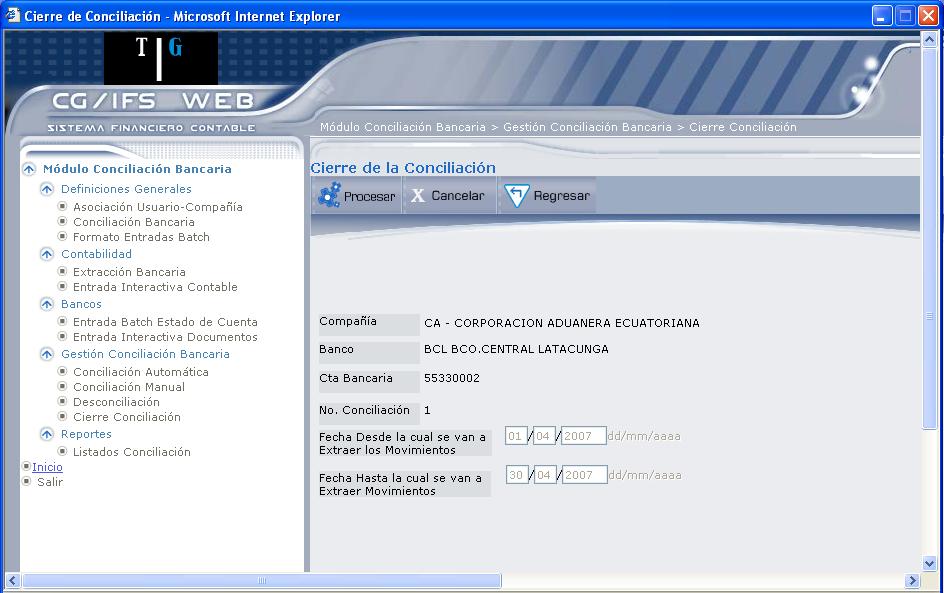 Cierre de Conciliación - Microsoft Internet Explorer
T G
CG/IFS WEB
SISTEMA FINANCIERO CONTABLE
Módulo Conciliación Bancaria > Gestión Conciliación Bancaria > Cierre Conciliación
Módulo Conciliación Bancaria
Definiciones Generales
Asociación Usuario-Compañía
Conciliación Bancaria
Formato Entradas Batch
Contabilidad
Extracción Bancaria
Entrada Interactiva Contable
Bancos
Entrada Batch Estado de Cuenta
Entrada Interactiva Documentos
Gestión Conciliación Bancaria
Conciliación Automática
Conciliación Manual
Desconciliación
Cierre Conciliación
Reportes
Listados Conciliación
Inicio
Salir
Cierre de la Conciliación
Procesar X Cancelar Regresar
Compañía CA - CORPORACION ADUANERA ECUATORIANA
Banco BCL BCO.CENTRAL LATACUNGA
Cta Bancaria 55330002
No. Conciliación 1
Fecha Desde la cual se van a
Extraer los Movimientos
01 / 04 / 2007 dd/mm/aaaa
Fecha Hasta la cual se van a
Extraer Movimientos
30 / 04 / 2007 dd/mm/aaaa